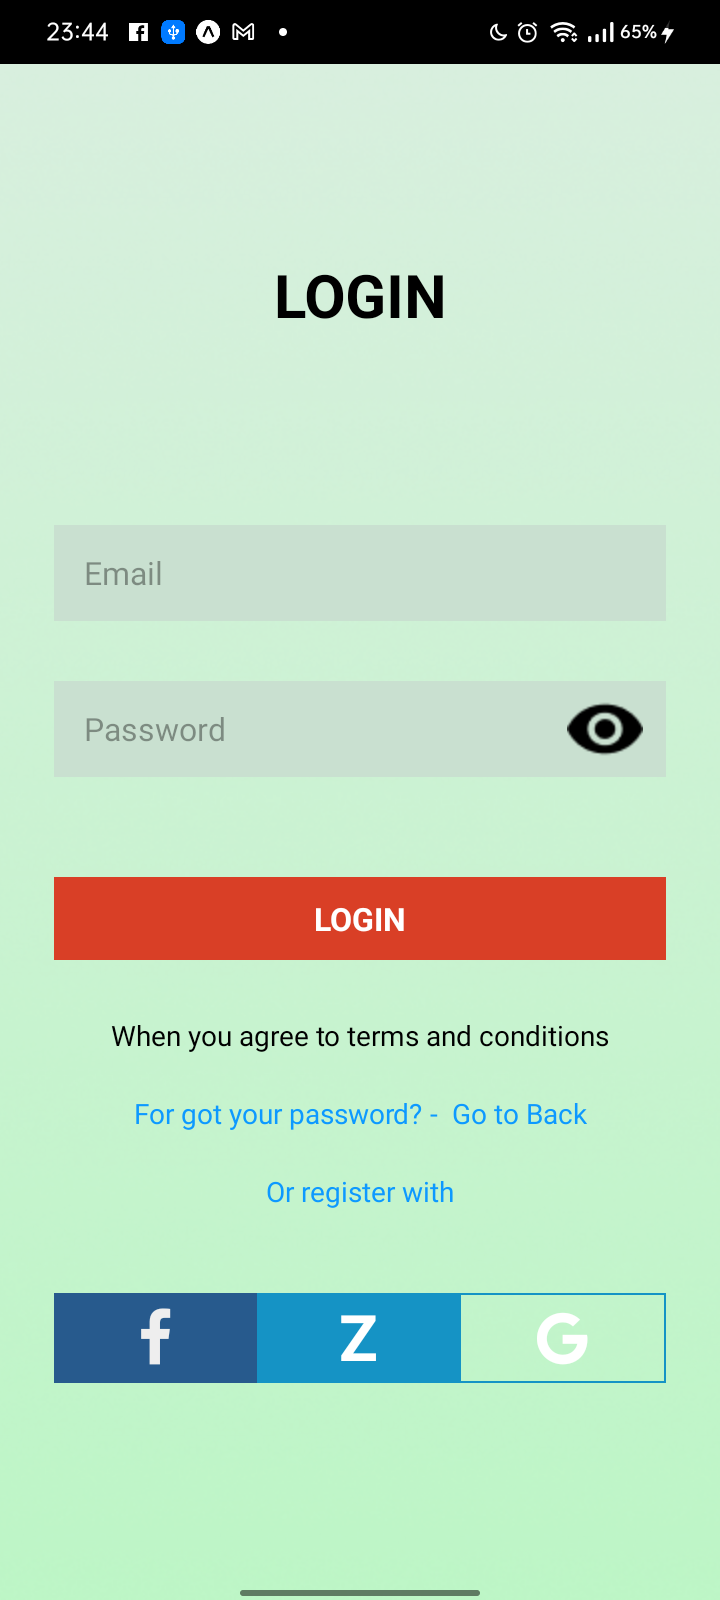 23:44 65%
LOGIN
Email
Password
LOGIN
When you agree to terms and conditions
For got your password? - Go to Back
Or register with
f Z G